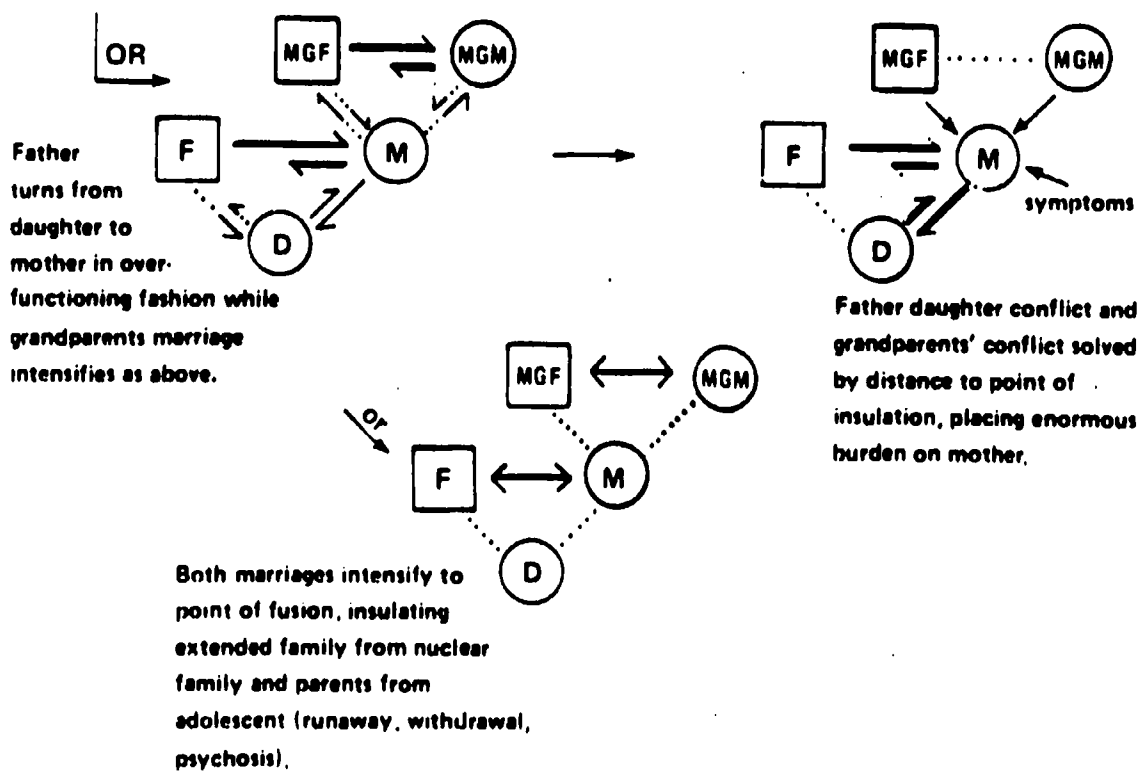 OR
MGF
MGM
F
M
D
Father
turns from
daughter to
mother in over-
functioning fashion while
grandparents marriage
intensifies as above.
MGF
MGM
F
M
symptoms
D
Father daughter conflict and
grandparents' conflict solved
by distance to point of
insulation, placing enormous
burden on mother.
or
MGF
MGM
F
M
D
Both marriages intensify to
point of fusion, insulating
extended family from nuclear
family and parents from
adolescent (runaway, withdrawal,
psychosis).